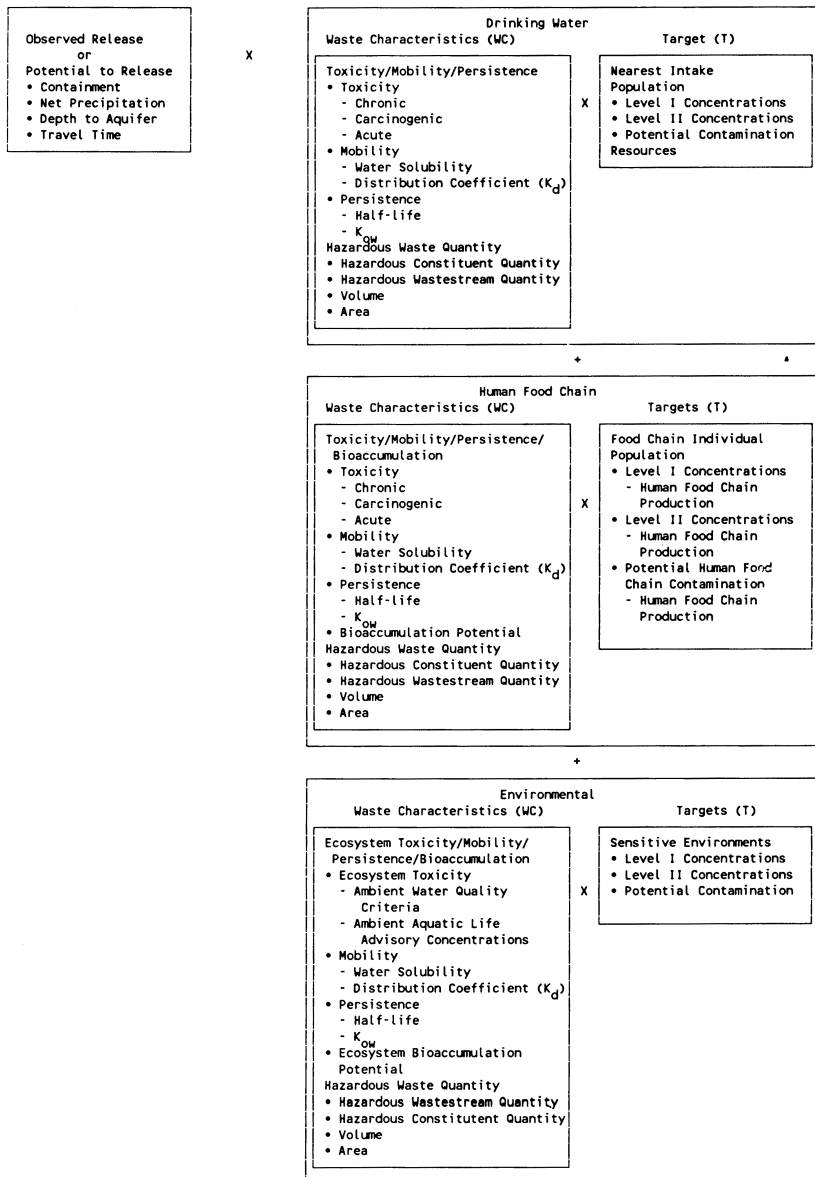 Observed Release
or
Potential to Release
• Containment
• Net Precipitation
• Depth to Aquifer
• Travel Time
X
Drinking Water
Waste Characteristics (WC)
Target (T)
Toxicity/Mobility/Persistence
• Toxicity
- Chronic
- Carcinogenic
- Acute
• Mobility
- Water Solubility
- Distribution Coefficient (Kd)
• Persistence
- Half-life
- Kow
Hazardous Waste Quantity
• Hazardous Constituent Quantity
• Hazardous Wastestream Quantity
• Volume
• Area
X
Nearest Intake
Population
• Level I Concentrations
• Level II Concentrations
• Potential Contamination
Resources
+
Human Food Chain
Waste Characteristics (WC)
Targets (T)
Toxicity/Mobility/Persistence/
Bioaccumulation
• Toxicity
- Chronic
- Carcinogenic
- Acute
• Mobility
- Water Solubility
- Distribution Coefficient (Kd)
• Persistence
- Half-life
- Kow
• Bioaccumulation Potential
Hazardous Waste Quantity
• Hazardous Constituent Quantity
• Hazardous Wastestream Quantity
• Volume
• Area
X
Food Chain Individual
Population
• Level I Concentrations
- Human Food Chain
Production
• Level II Concentrations
- Human Food Chain
Production
• Potential Human Food
Chain Contamination
- Human Food Chain
Production
+
Environmental
Waste Characteristics (WC)
Targets (T)
Ecosystem Toxicity/Mobility/
Persistence/Bioaccumulation
• Ecosystem Toxicity
- Ambient Water Quality
Criteria
- Ambient Aquatic Life
Advisory Concentrations
• Mobility
- Water Solubility
- Distribution Coefficient (Kd)
• Persistence
- Half-life
- Kow
• Ecosystem Bioaccumulation
Potential
Hazardous Waste Quantity
• Hazardous Wastestream Quantity
• Hazardous Constitutent Quantity
• Volume
• Area
X
Sensitive Environments
• Level I Concentrations
• Level II Concentrations
• Potential Contamination